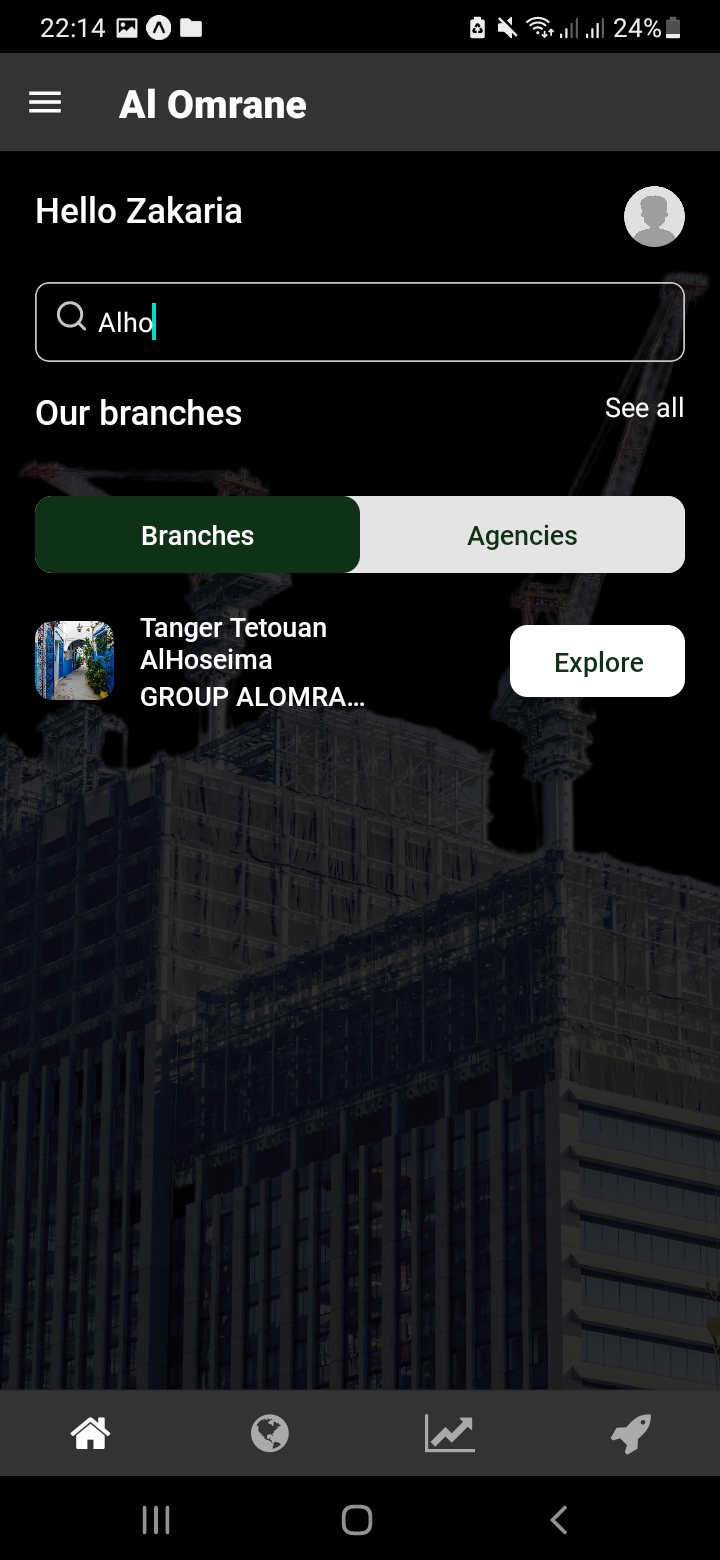 22:14
24%
Al Omrane
Hello Zakaria
Alho
Our branches
See all
Branches
Agencies
Tanger Tetouan
AlHoseima
GROUP ALOMRA...
Explore